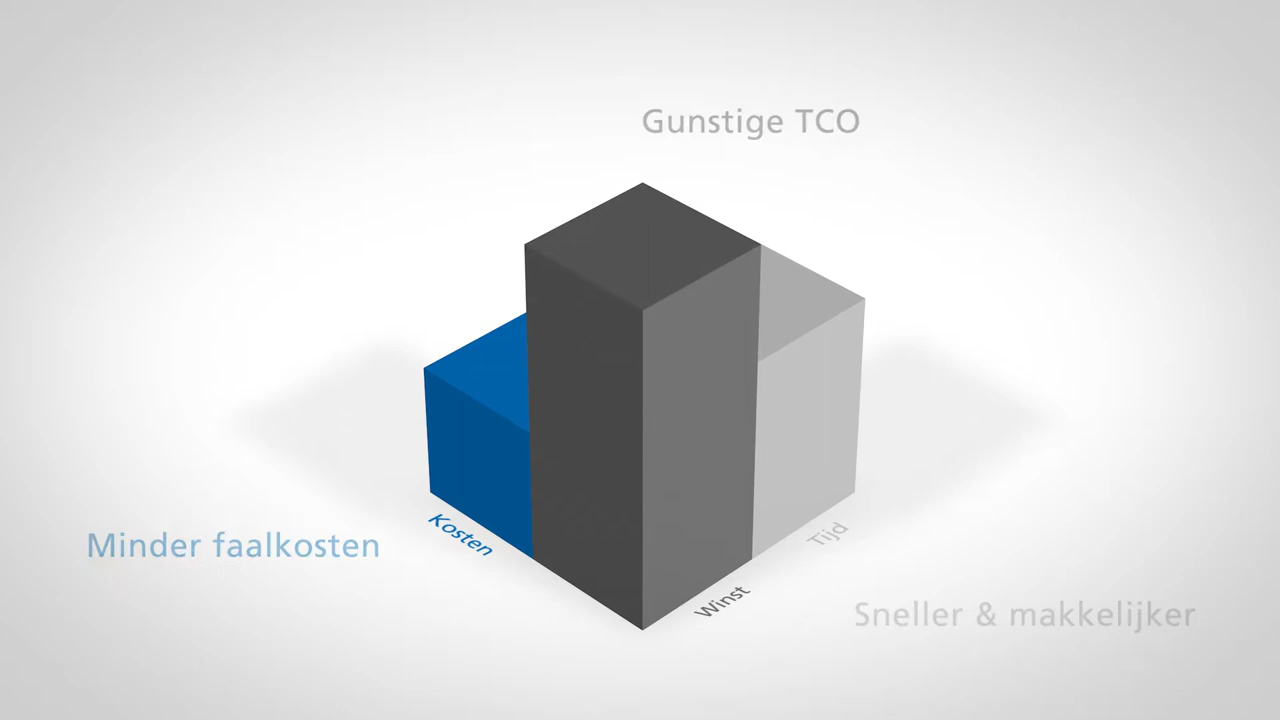 Gunstige TCO
Minder faalkosten
Kosten
Tijd
Winst
Sneller & makkelijker